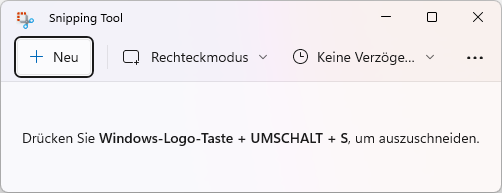 Snipping Tool
Neu
Rechteckmodus
Keine Verzöge...
Drücken Sie Windows-Logo-Taste + UMSCHALT + S, um auszuschneiden.